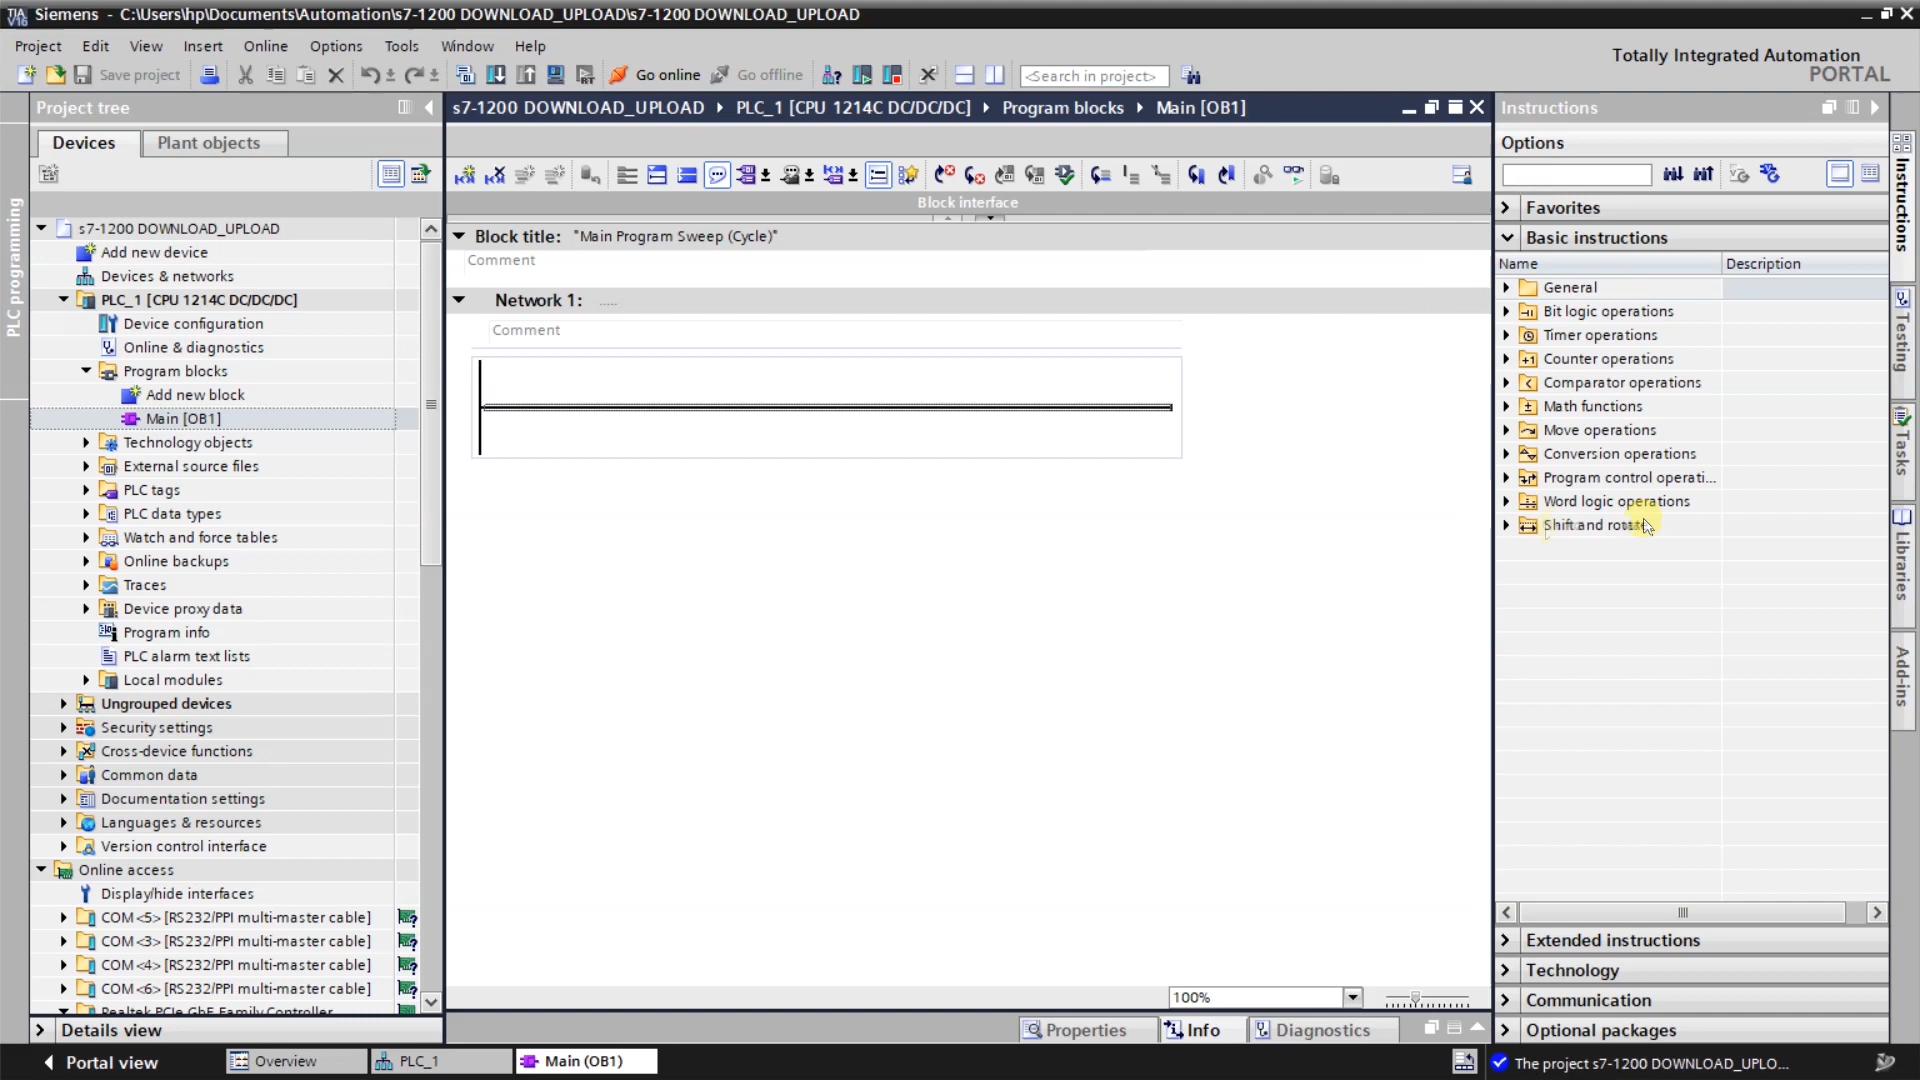 Siemens - C:\Users\hp\Documents\Automation\s7-1200 DOWNLOAD_UPLOAD\s7-1200 DOWNLOAD_UPLOAD
Project Edit View Insert Online Options Tools Window Help
Totally Integrated Automation
PORTAL
Save project
Go online
Go offline
<Search in project>
Project tree
s7-1200 DOWNLOAD_UPLOAD PLC_1 [CPU 1214C DC/DC/DC] Program blocks Main [OB1]
Instructions
Devices
Plant objects
Options
Block interface
PLC programming
s7-1200 DOWNLOAD_UPLOAD
Add new device
Devices & networks
PLC_1 [CPU 1214C DC/DC/DC]
Device configuration
Online & diagnostics
Program blocks
Add new block
Main [OB1]
Technology objects
External source files
PLC tags
PLC data types
Watch and force tables
Online backups
Traces
Device proxy data
Program info
PLC alarm text lists
Local modules
Ungrouped devices
Security settings
Cross-device functions
Common data
Documentation settings
Languages & resources
Version control interface
Online access
Display/hide interfaces
COM <5> [RS232/PPI multi-master cable]
COM <3> [RS232/PPI multi-master cable]
COM <4> [RS232/PPI multi-master cable]
COM <6> [RS232/PPI multi-master cable]
Realtek PCIe GbE Family Controller
Details view
Block title: "Main Program Sweep (Cycle)"
Comment
Network 1: .....
Comment
100%
Properties
Info
Diagnostics
Favorites
Basic instructions
Name Description
General
Bit logic operations
Timer operations
Counter operations
Comparator operations
Math functions
Move operations
Conversion operations
Program control operati...
Word logic operations
Shift and rotate
Extended instructions
Technology
Communication
Optional packages
Instructions
Testing
Tasks
Libraries
Add-ins
Portal view
Overview
PLC_1
Main (OB1)
The project s7-1200 DOWNLOAD_UPLO...